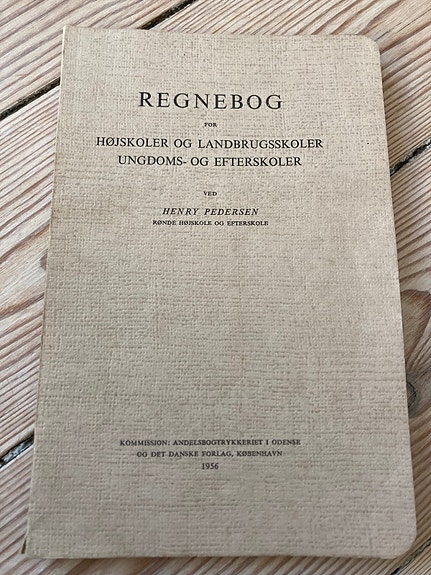 REGNEBOG
FOR
HØJSKOLER OG LANDBRUGSSKOLER
UNGDOMS- OG EFTERSKOLER
VED
HENRY PEDERSEN
RØNDE HØJSKOLE OG EFTERSKOLE
KOMMISSION: ANDELSBOGTRYKKERIET I ODENSE
OG DET DANSKE FORLAG, KØBENHAVN
1956